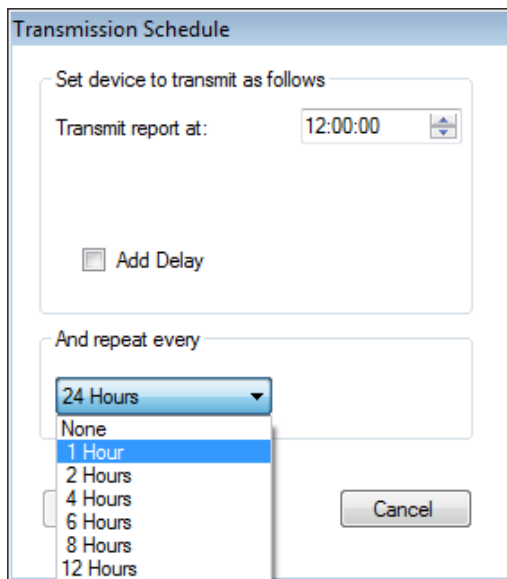 Transmission Schedule
Set device to transmit as follows
Transmit report at: 12:00:00
Add Delay
And repeat every
24 Hours
None
1 Hour
2 Hours
4 Hours
6 Hours
8 Hours
Cancel
12 Hours